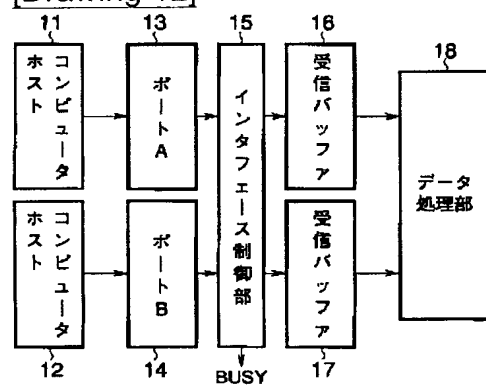 [Drawing 12]
11
13
15
16
18
ホスト
コンピュータ
ポートA
インタフェース制御部
受信バッファ
データ
処理部
ホスト
コンピュータ
ポートB
受信バッファ
12
14
BUSY
17